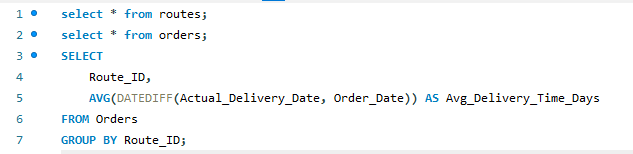 1 select * from routes;
2 select * from orders;
3 SELECT
4 Route_ID,
5 AVG(DATEDIFF(Actual_Delivery_Date, Order_Date)) AS Avg_Delivery_Time_Days
6 FROM Orders
7 GROUP BY Route_ID;